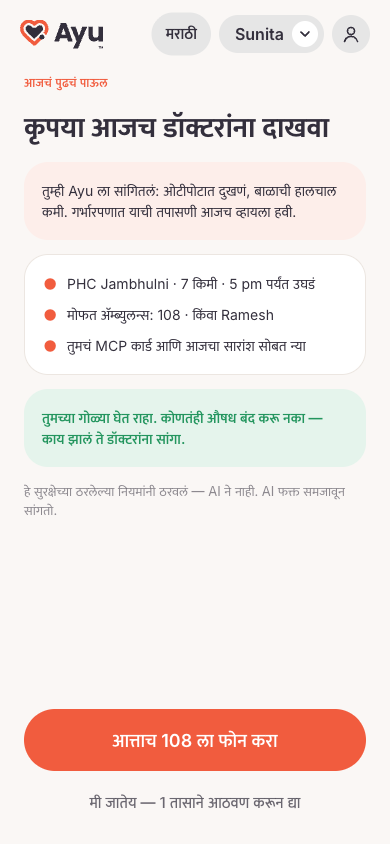 Ayu™
मराठी
Sunita
आजचं पुढचं पाऊल
कृपया आजच डॉक्टरांना दाखवा
तुम्ही Ayu ला सांगितलं: ओटीपोटात दुखणं, बाळाची हालचाल
कमी. गर्भारपणात याची तपासणी आजच व्हायला हवी.
PHC Jambhulni · 7 किमी · 5 pm पर्यंत उघडं
मोफत ॲम्ब्युलन्स: 108 · किंवा Ramesh
तुमचं MCP कार्ड आणि आजचा सारांश सोबत न्या
तुमच्या गोळ्या घेत राहा. कोणतंही औषध बंद करू नका —
काय झालं ते डॉक्टरांना सांगा.
हे सुरक्षेच्या ठरलेल्या नियमांनी ठरवलं — AI ने नाही. AI फक्त समजावून
सांगतो.
आत्ताच 108 ला फोन करा
मी जातेय — 1 तासाने आठवण करून द्या